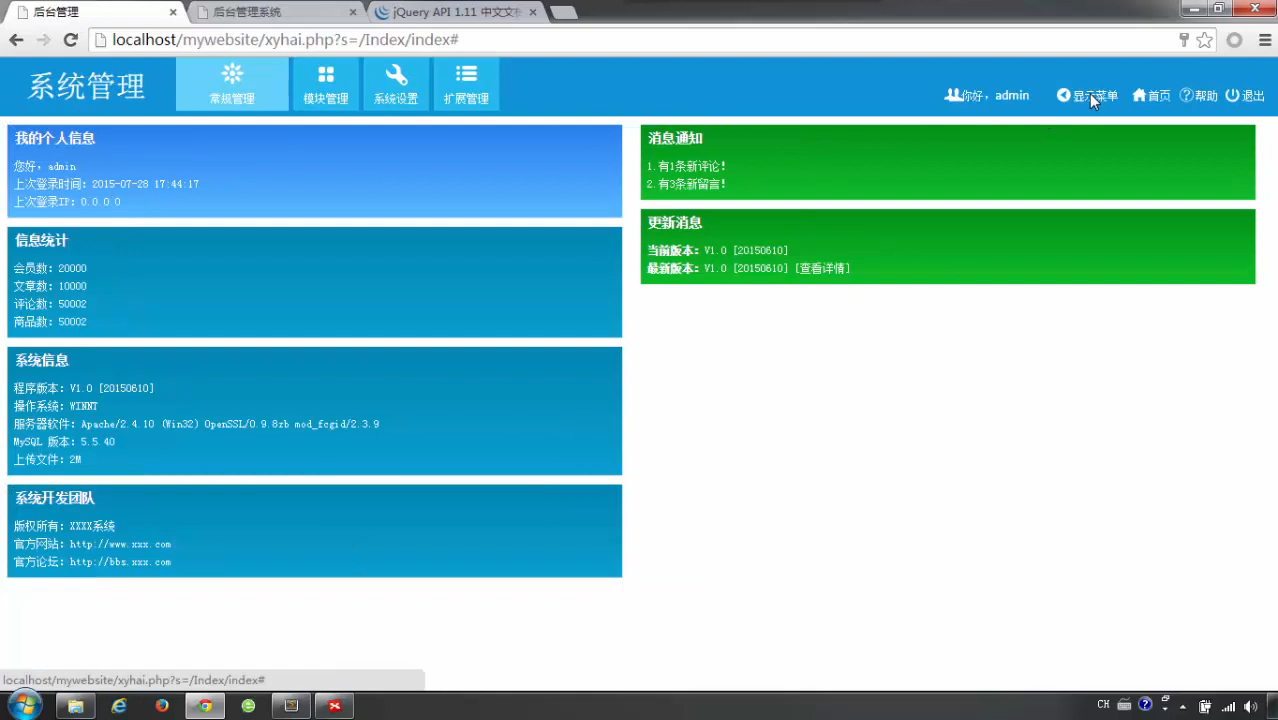 后台管理
后台管理系统
jQuery API 1.11 中文文档
localhost/mywebsite/xyhai.php?s=/Index/index#
系统管理
常规管理
模块管理
系统设置
扩展管理
你好，admin
显示菜单
首页
帮助
退出
我的个人信息
您好，admin
上次登录时间：2015-07-28 17:44:17
上次登录IP：0.0.0.0
信息统计
会员数：20000
文章数：10000
评论数：50002
商品数：50002
系统信息
程序版本：V1.0 [20150610]
操作系统：WINNT
服务器软件：Apache/2.4.10 (Win32) OpenSSL/0.9.8zb mod_fcgid/2.3.9
MySQL 版本：5.5.40
上传文件：2M
系统开发团队
版权所有：XXXX系统
官方网站：http://www.xxx.com
官方论坛：http://bbs.xxx.com
消息通知
1.有1条新评论!
2.有3条新留言!
更新消息
当前版本：V1.0 [20150610]
最新版本：V1.0 [20150610] [查看详情]
localhost/mywebsite/xyhai.php?s=/Index/index#
CH